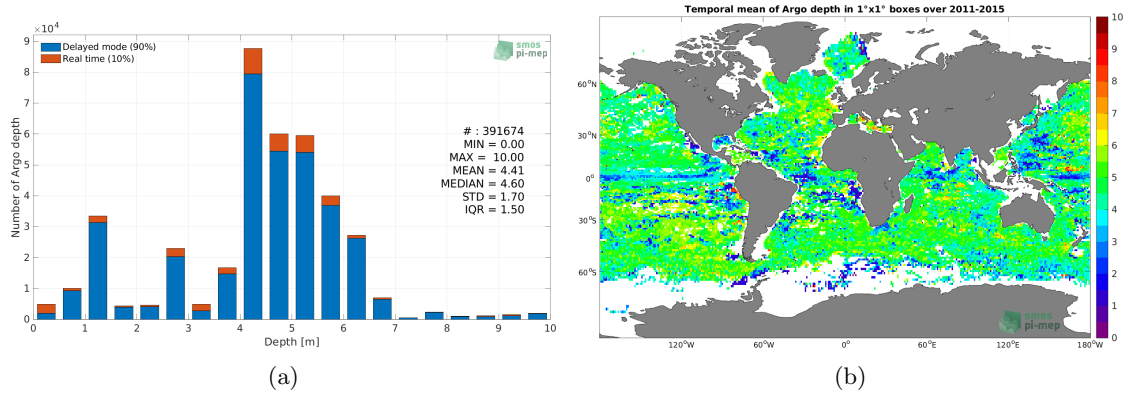 ×10⁴
9
8
7
6
5
4
3
2
1
0
Number of Argo depth
Delayed mode (90%)
Real time (10%)
smos
pi-mep
# : 391674
MIN = 0.00
MAX = 10.00
MEAN = 4.41
MEDIAN = 4.60
STD = 1.70
IQR = 1.50
0 1 2 3 4 5 6 7 8 9 10
Depth [m]
(a)
Temporal mean of Argo depth in 1°x1° boxes over 2011-2015
60°N
30°N
0°
30°S
60°S
120°W 60°W 0° 60°E 120°E 180°W
smos
pi-mep
10
9
8
7
6
5
4
3
2
1
0
(b)